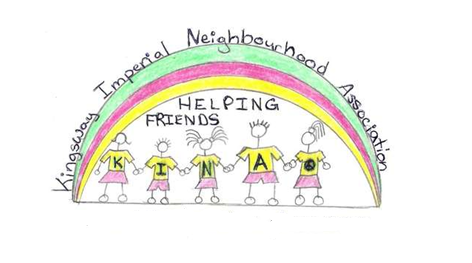 Kingsway Imperial Neighbourhood Association
HELPING
FRIENDS
K I N A